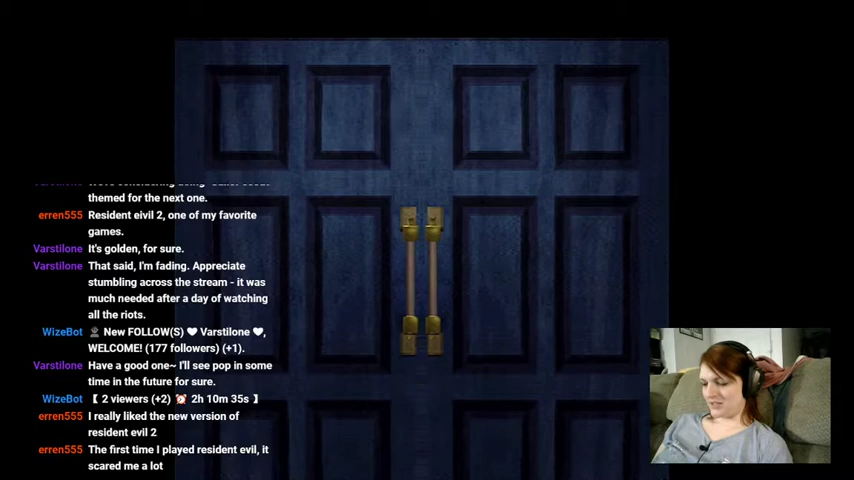 Varstilone
themed for the next one.
erren555 Resident eivil 2, one of my favorite
games.
Varstilone It's golden, for sure.
Varstilone That said, I'm fading. Appreciate
stumbling across the stream - it was
much needed after a day of watching
all the riots.
WizeBot New FOLLOW(S) ♥ Varstilone ♥,
WELCOME! (177 followers) (+1).
Varstilone Have a good one~ I'll see pop in some
time in the future for sure.
WizeBot 【 2 viewers (+2) ⏰ 2h 10m 35s 】
erren555 I really liked the new version of
resident evil 2
erren555 The first time I played resident evil, it
scared me a lot